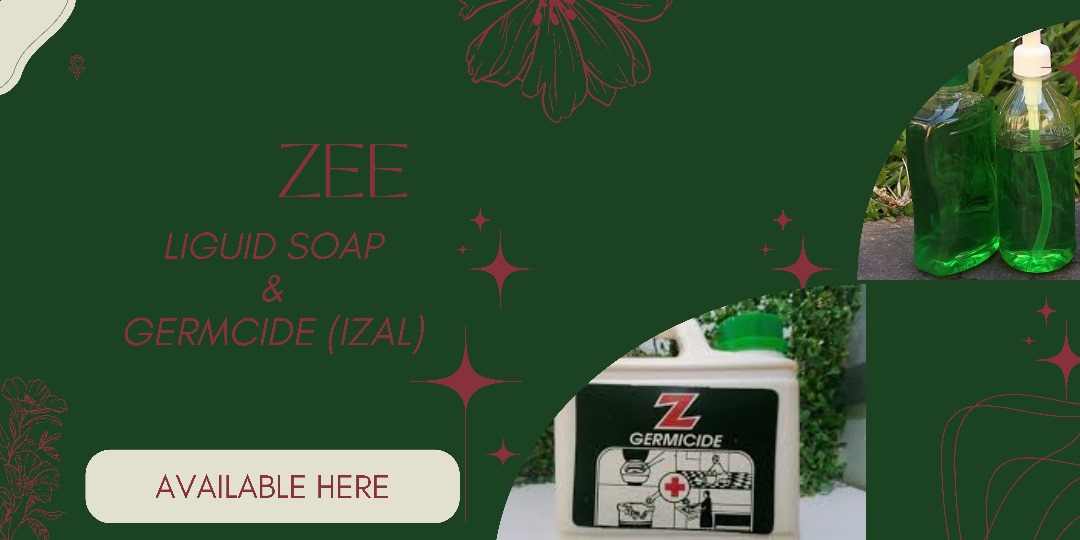 ZEE
LIGUID SOAP
&
GERMCIDE (IZAL)
AVAILABLE HERE
Z
GERMICIDE